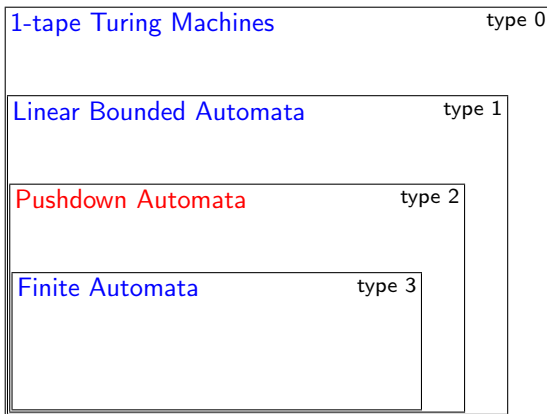 1-tape Turing Machines type 0
Linear Bounded Automata type 1
Pushdown Automata type 2
Finite Automata type 3